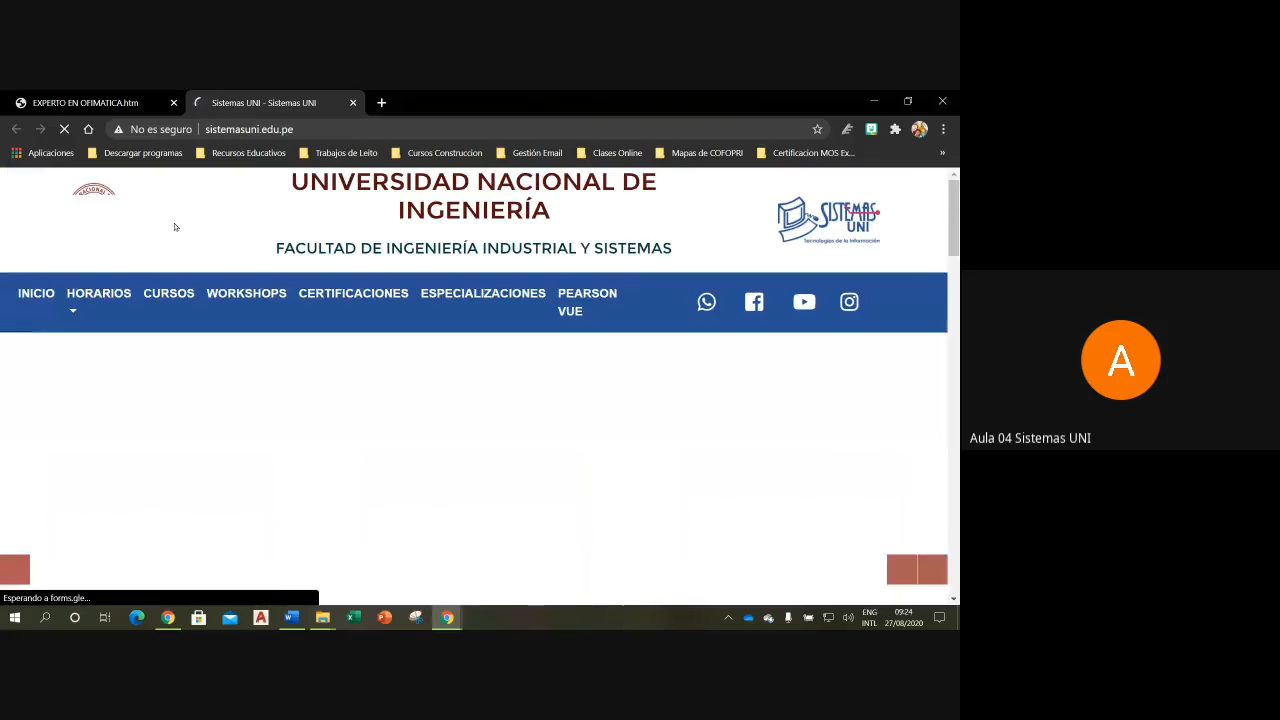 EXPERTO EN OFIMATICA.htm
Sistemas UNI - Sistemas UNI
No es seguro
sistemasuni.edu.pe
Aplicaciones
Descargar programas
Recursos Educativos
Trabajos de Leito
Cursos Construccion
Gestión Email
Clases Online
Mapas de COFOPRI
Certificacion MOS Ex...
»
NACIONAL
UNIVERSIDAD NACIONAL DE
INGENIERÍA
SISTEMAS
UNI
Tecnologías de la Información
FACULTAD DE INGENIERÍA INDUSTRIAL Y SISTEMAS
INICIO
HORARIOS
CURSOS
WORKSHOPS
CERTIFICACIONES
ESPECIALIZACIONES
PEARSON
VUE
A
Aula 04 Sistemas UNI
Esperando a forms.gle...
ENG
INTL
09:24
27/08/2020